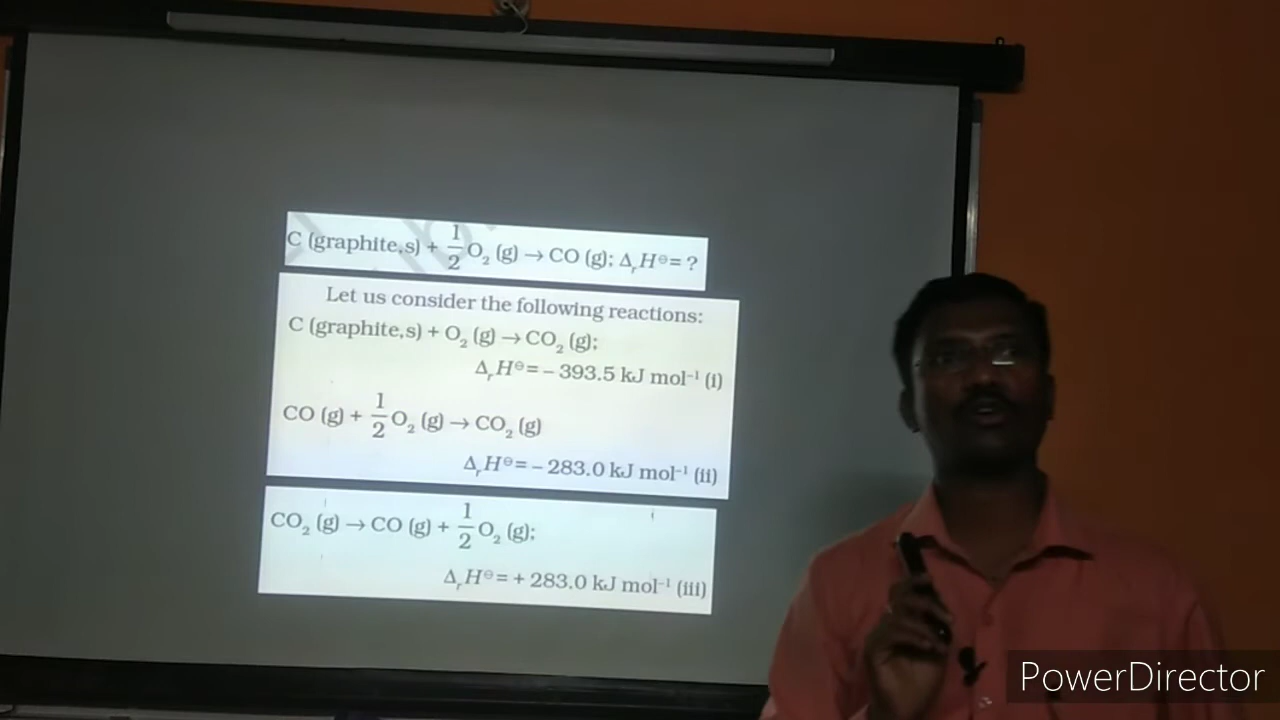 C (graphite,s) + 1/2 O₂ (g) → CO (g); ΔᵣH⊖ = ?
Let us consider the following reactions:
C (graphite,s) + O₂ (g) → CO₂ (g);
ΔᵣH⊖ = – 393.5 kJ mol⁻¹ (i)
CO (g) + 1/2 O₂ (g) → CO₂ (g)
ΔᵣH⊖ = – 283.0 kJ mol⁻¹ (ii)
CO₂ (g) → CO (g) + 1/2 O₂ (g);
ΔᵣH⊖ = + 283.0 kJ mol⁻¹ (iii)
PowerDirector